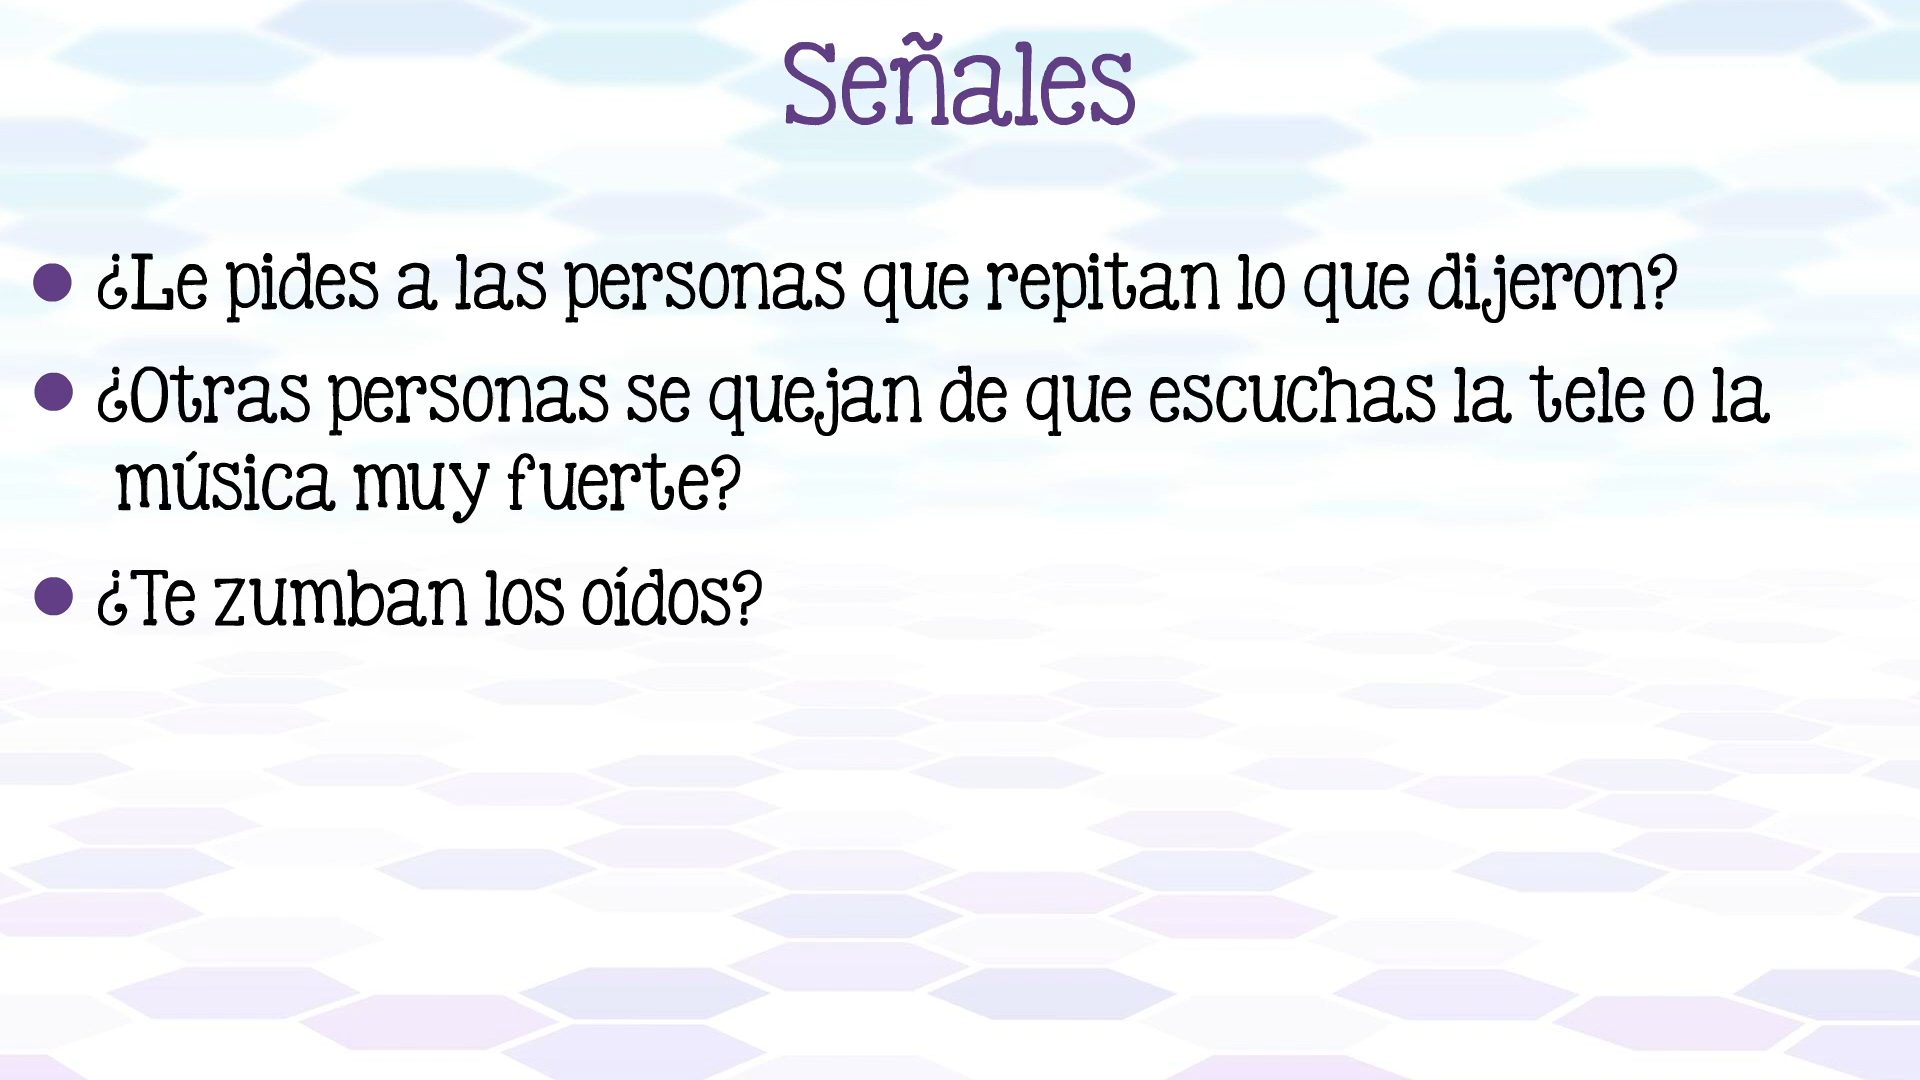 Señales
• ¿Le pides a las personas que repitan lo que dijeron?
• ¿Otras personas se quejan de que escuchas la tele o la
música muy fuerte?
• ¿Te zumban los oídos?